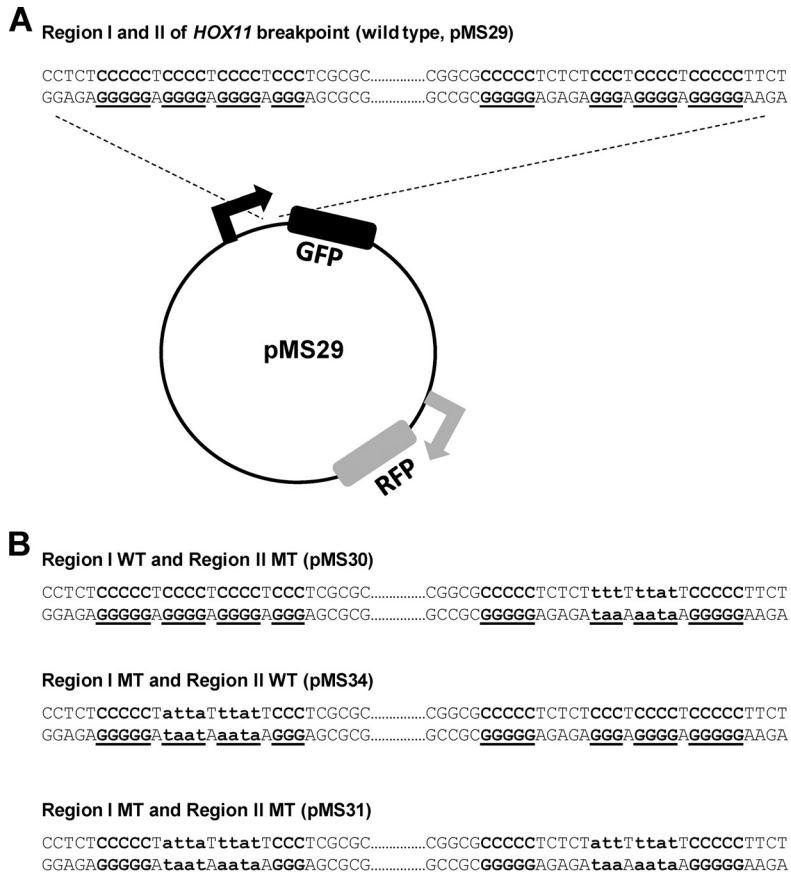 A
Region I and II of HOX11 breakpoint (wild type, pMS29)
CCTCTCCCCCTCCCCTCCCCTCCCTCGCGC..............CGGCGCCCCCTCTCTCCCTCCCCTCCCCCTTCT
GGAGAGGGGGAGGGGAGGGGAGGGAGCGCG..............GCCGCGGGGGAGAGAGGGAGGGGAGGGGGAAGA
GFP
pMS29
RFP
B
Region I WT and Region II MT (pMS30)
CCTCTCCCCCTCCCCTCCCCTCCCTCGCGC..............CGGCGCCCCCTCTCTtttTttatTCCCCCTTCT
GGAGAGGGGGAGGGGAGGGGAGGGAGCGCG..............GCCGCGGGGGAGAGAtaaAaataAGGGGGAAGA
Region I MT and Region II WT (pMS34)
CCTCTCCCCCTattaTttatTCCCTCGCGC..............CGGCGCCCCCTCTCTCCCTCCCCTCCCCCTTCT
GGAGAGGGGGAtaatAaataAGGGAGCGCG..............GCCGCGGGGGAGAGAGGGAGGGGAGGGGGAAGA
Region I MT and Region II MT (pMS31)
CCTCTCCCCCTattaTttatTCCCTCGCGC..............CGGCGCCCCCTCTCTattTttatTCCCCCTTCT
GGAGAGGGGGAtaatAaataAGGGAGCGCG..............GCCGCGGGGGAGAGAtaaAaataAGGGGGAAGA